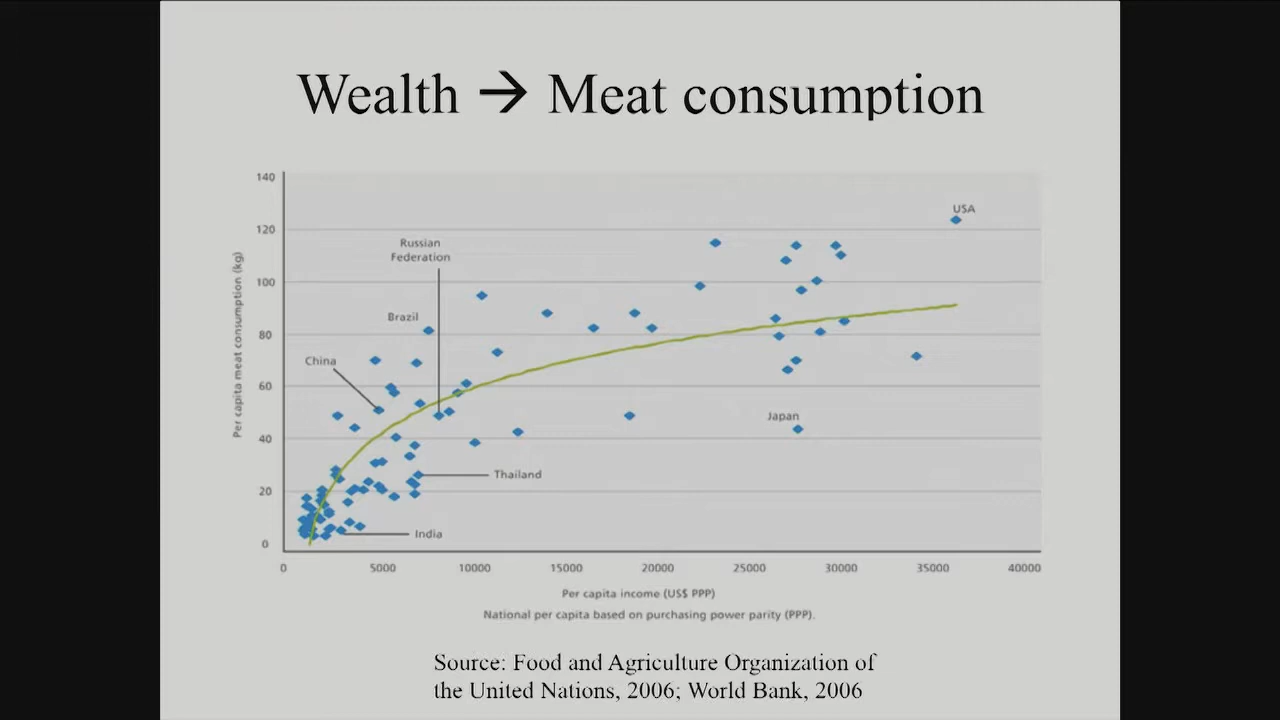 Wealth → Meat consumption
140
120
100
80
60
40
20
0
Per capita meat consumption (kg)
USA
Russian
Federation
Brazil
China
Japan
Thailand
India
0 5000 10000 15000 20000 25000 30000 35000 40000
Per capita income (US$ PPP)
National per capita based on purchasing power parity (PPP).
Source: Food and Agriculture Organization of
the United Nations, 2006; World Bank, 2006